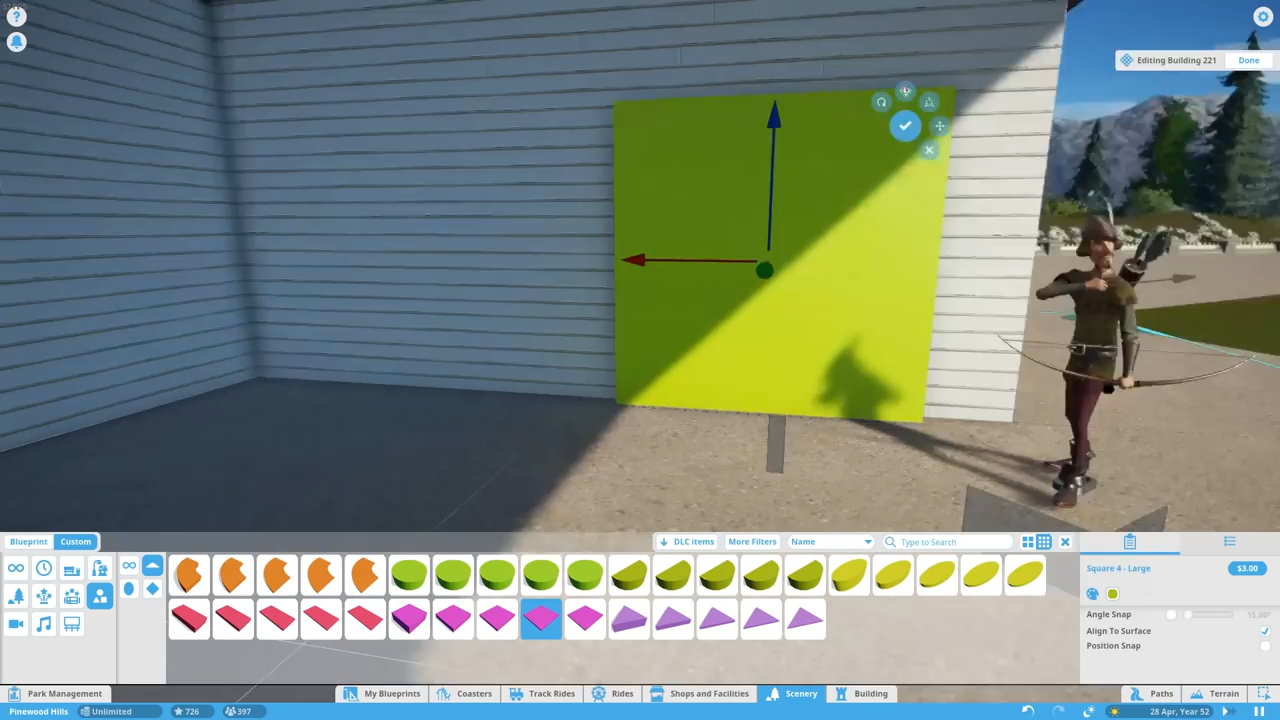 Editing Building 221 Done
Blueprint Custom
DLC items More Filters Name Type to Search
Square 4 - Large $3.00
Angle Snap 15.00°
Align To Surface
Position Snap
Park Management My Blueprints Coasters Track Rides Rides Shops and Facilities Scenery Building Paths Terrain
Pinewood Hills Unlimited 726 397 28 Apr, Year 52